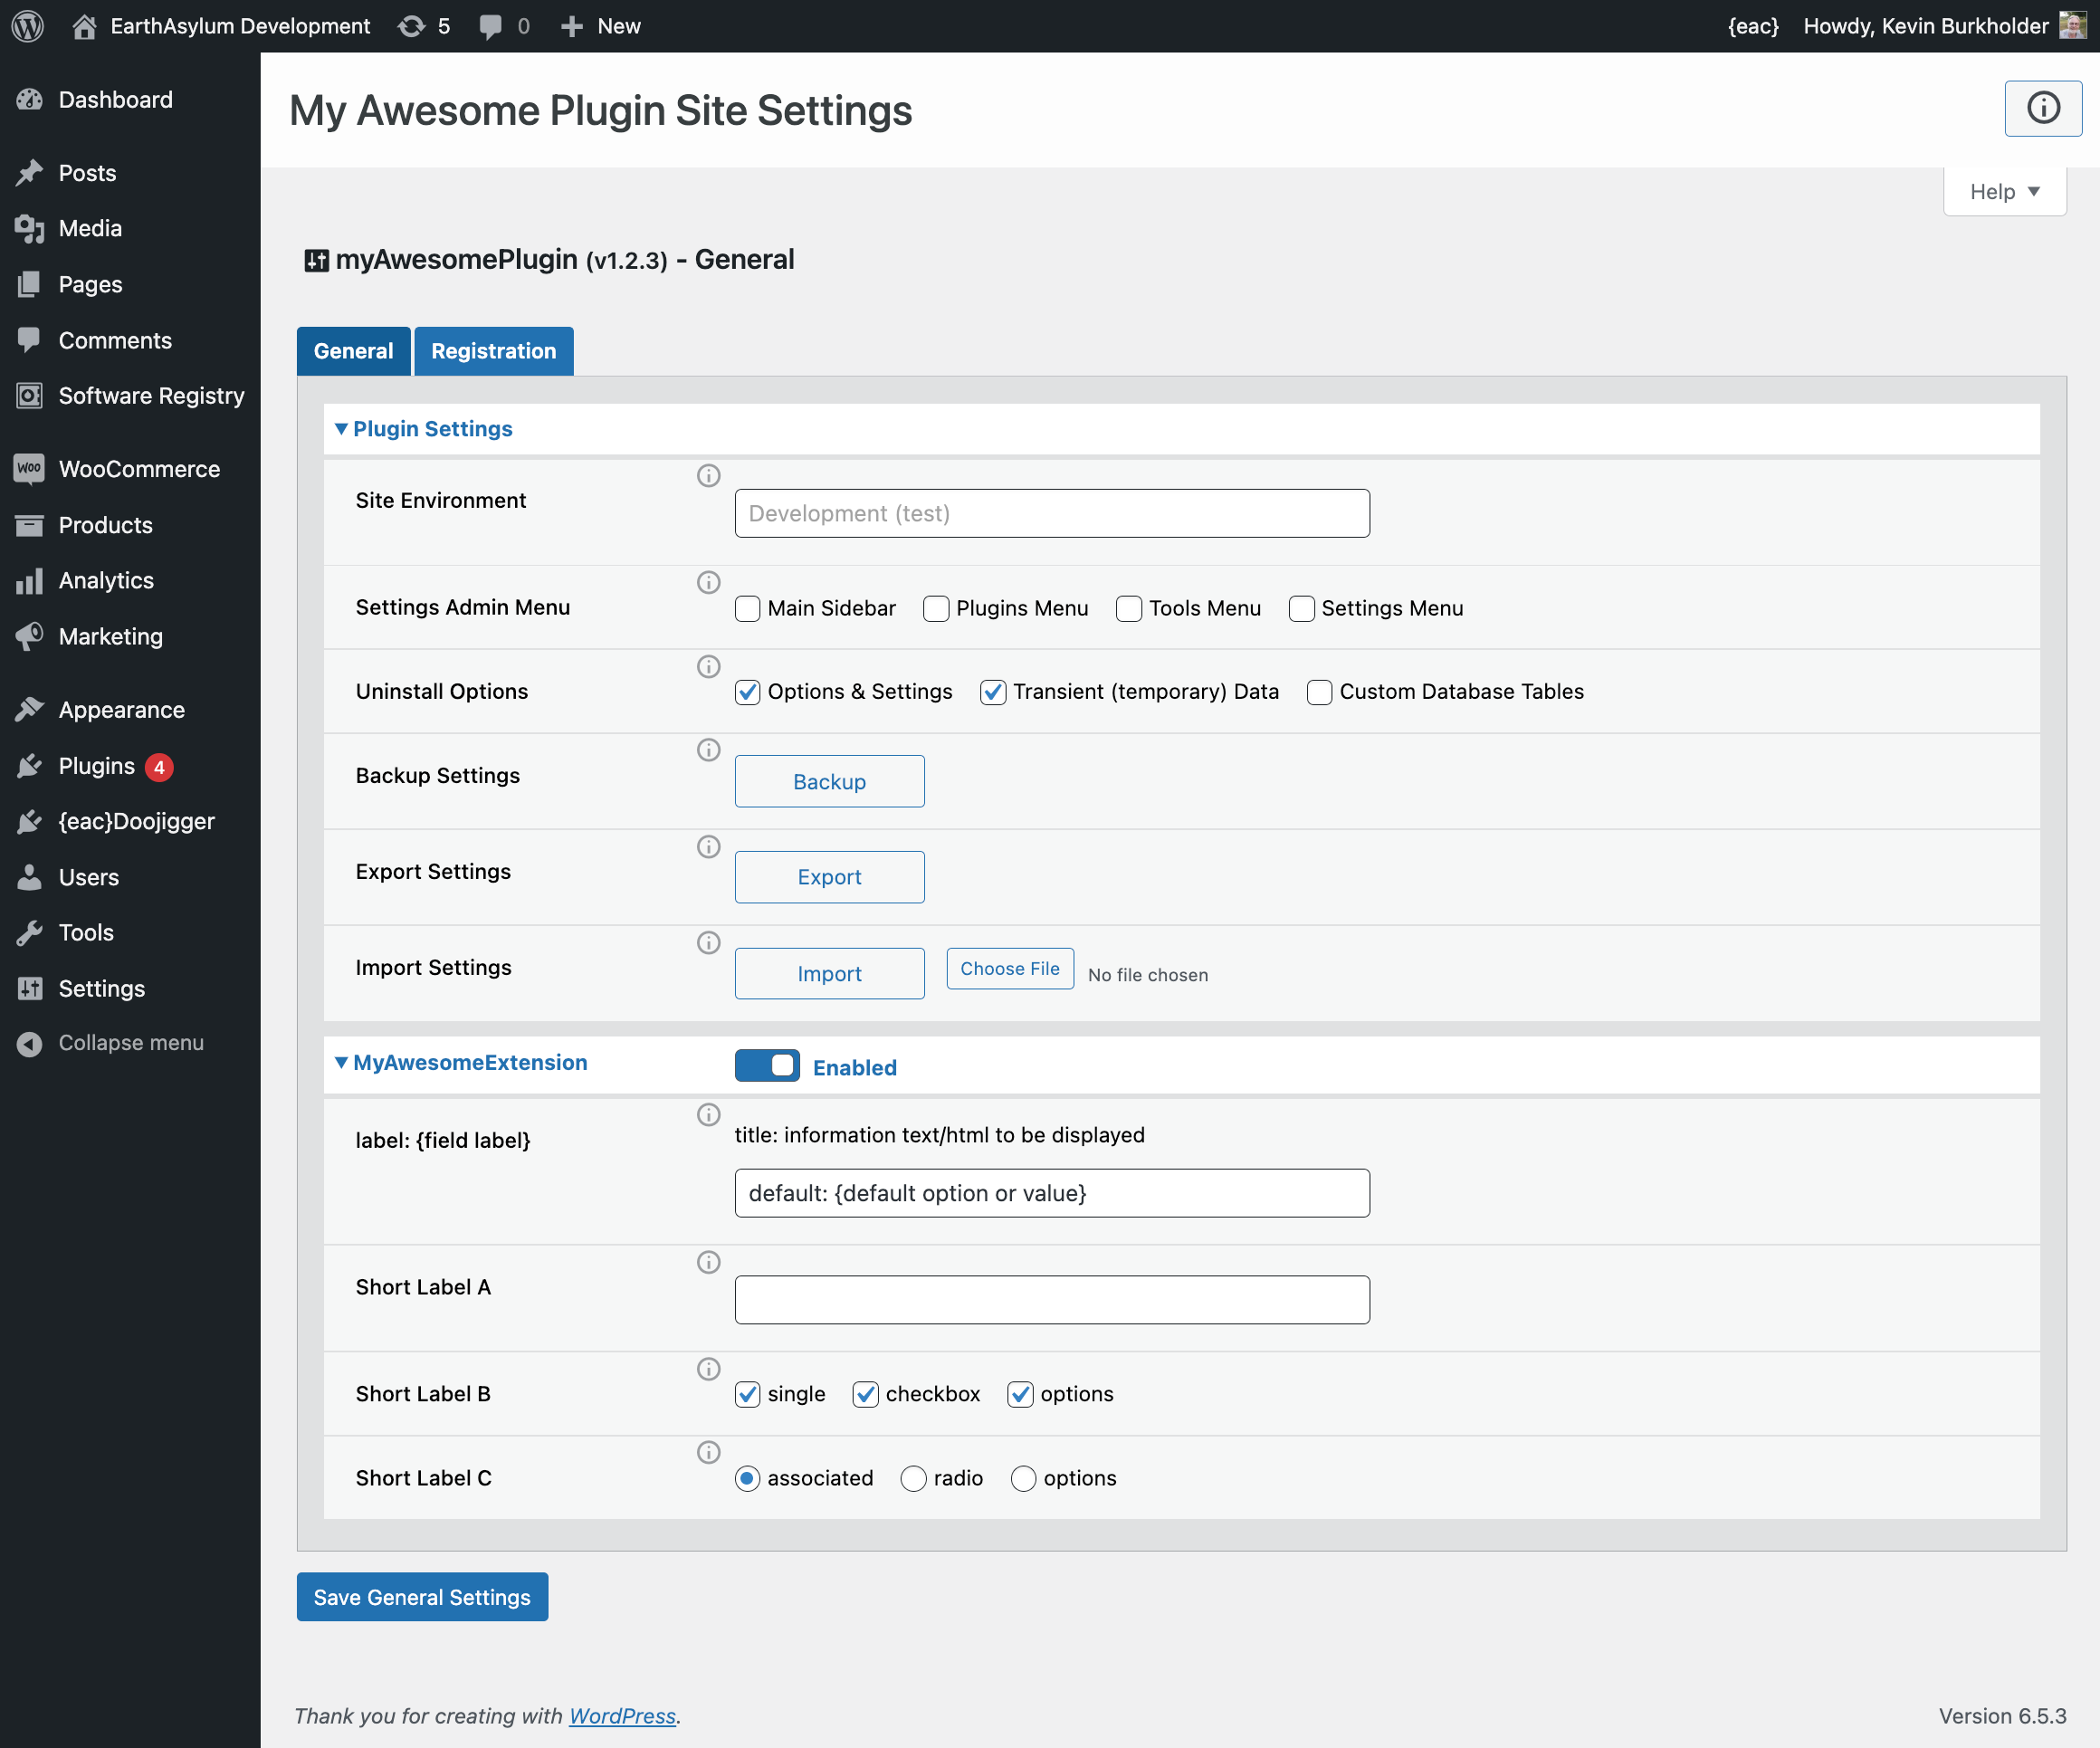 EarthAsylum Development 5 0 New {eac} Howdy, Kevin Burkholder
Dashboard
Posts
Media
Pages
Comments
Software Registry
Woo WooCommerce
Products
Analytics
Marketing
Appearance
Plugins 4
{eac}Doojigger
Users
Tools
Settings
Collapse menu
My Awesome Plugin Site Settings
Help ▼
myAwesomePlugin (v1.2.3) - General
General Registration
▼ Plugin Settings
Site Environment
Development (test)
Settings Admin Menu Main Sidebar Plugins Menu Tools Menu Settings Menu
Uninstall Options Options & Settings Transient (temporary) Data Custom Database Tables
Backup Settings Backup
Export Settings Export
Import Settings Import Choose File No file chosen
▼ MyAwesomeExtension Enabled
label: {field label} title: information text/html to be displayed
default: {default option or value}
Short Label A
Short Label B single checkbox options
Short Label C associated radio options
Save General Settings
Thank you for creating with WordPress. Version 6.5.3